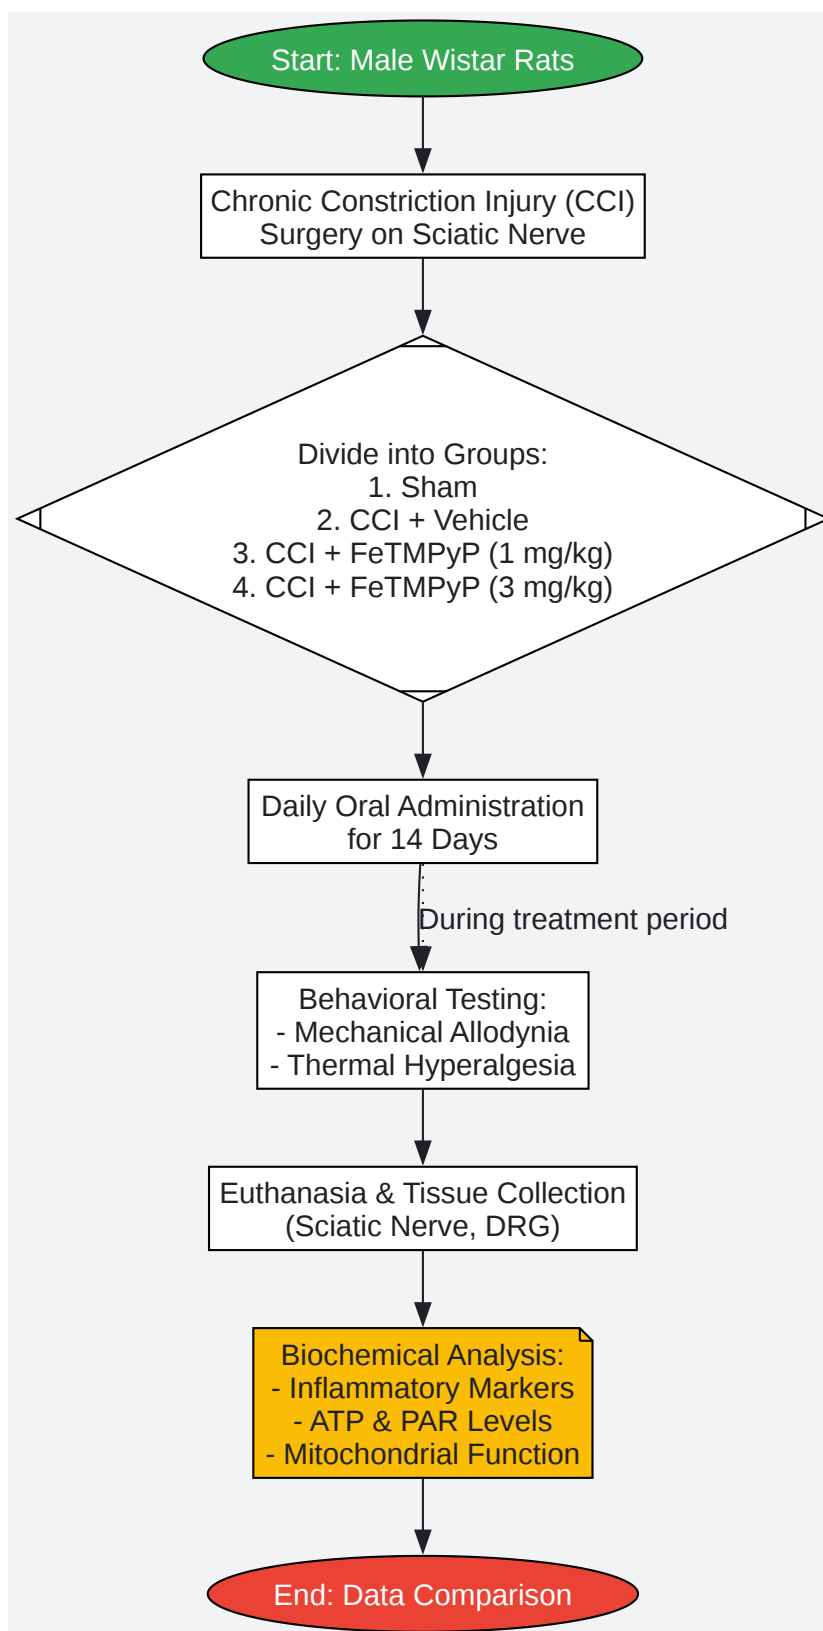 Start: Male Wistar Rats
Chronic Constriction Injury (CCI)
Surgery on Sciatic Nerve
Divide into Groups:
1. Sham
2. CCI + Vehicle
3. CCI + FeTMPyP (1 mg/kg)
4. CCI + FeTMPyP (3 mg/kg)
Daily Oral Administration
for 14 Days
During treatment period
Behavioral Testing:
- Mechanical Allodynia
- Thermal Hyperalgesia
Euthanasia & Tissue Collection
(Sciatic Nerve, DRG)
Biochemical Analysis:
- Inflammatory Markers
- ATP & PAR Levels
- Mitochondrial Function
End: Data Comparison